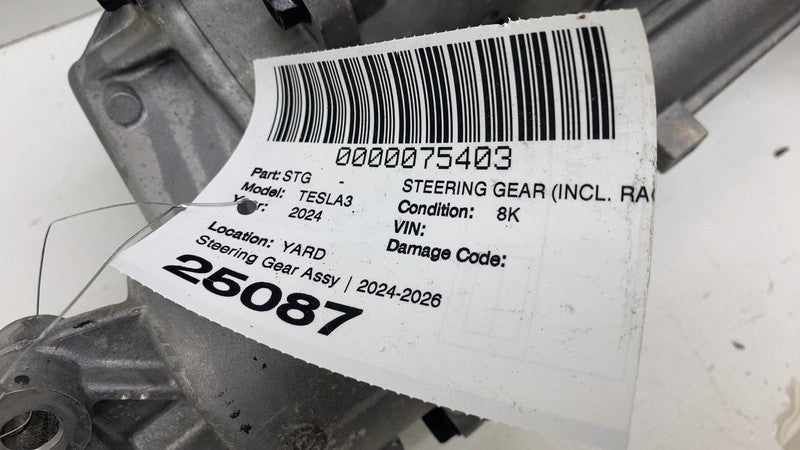 0000075403
Part: STG - STEERING GEAR (INCL.
Model: TESLA3 Condition: 8K
Year: 2024 VIN:
Location: YARD Damage Code:
Steering Gear Assy | 2024-2026
25087